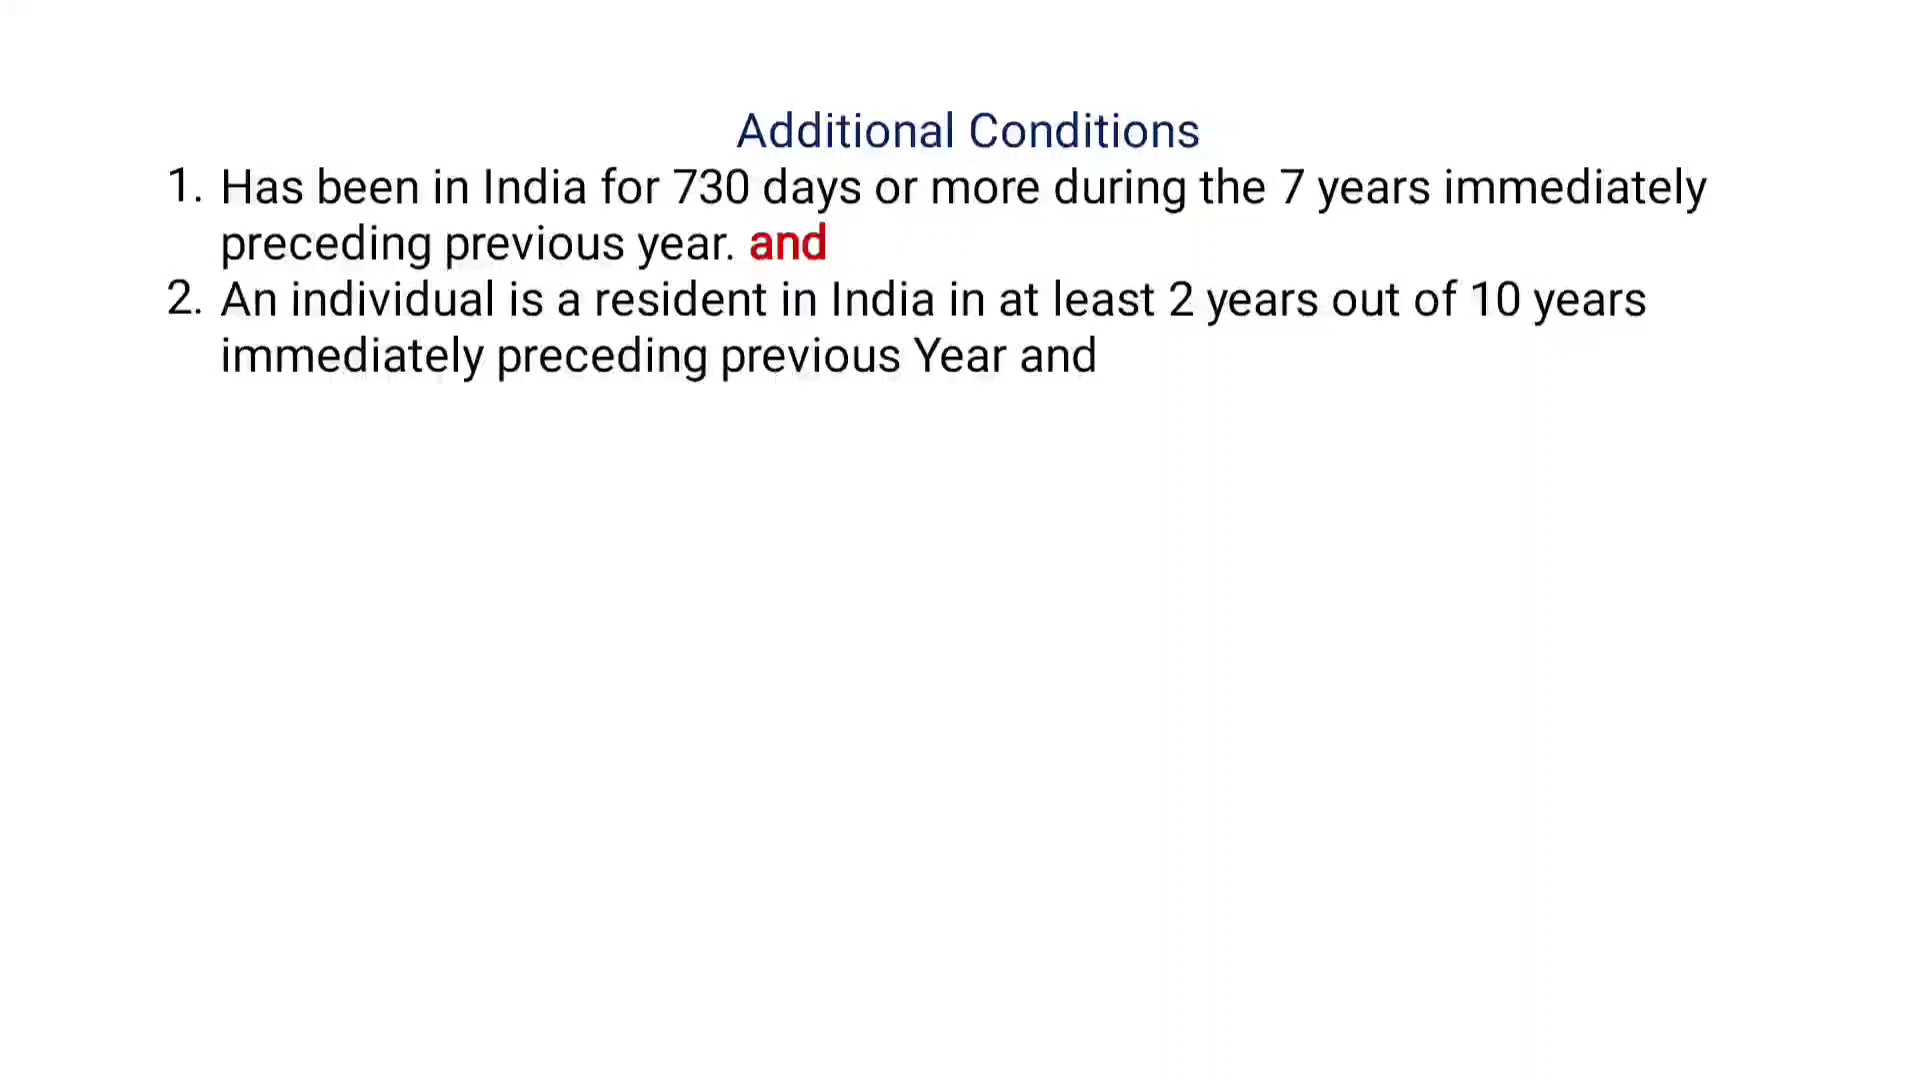 Additional Conditions
1. Has been in India for 730 days or more during the 7 years immediately
preceding previous year. and
2. An individual is a resident in India in at least 2 years out of 10 years
immediately preceding previous Year and